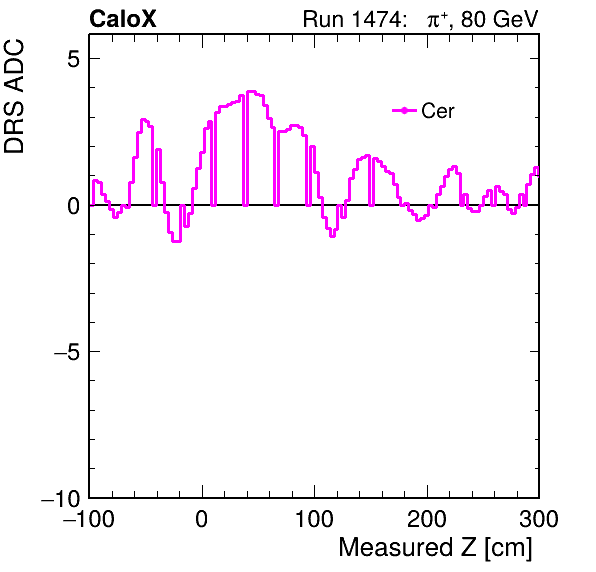 CaloX Run 1474: π⁺, 80 GeV
DRS ADC
Cer
5
0
−5
−10
−100 0 100 200 300
Measured Z [cm]